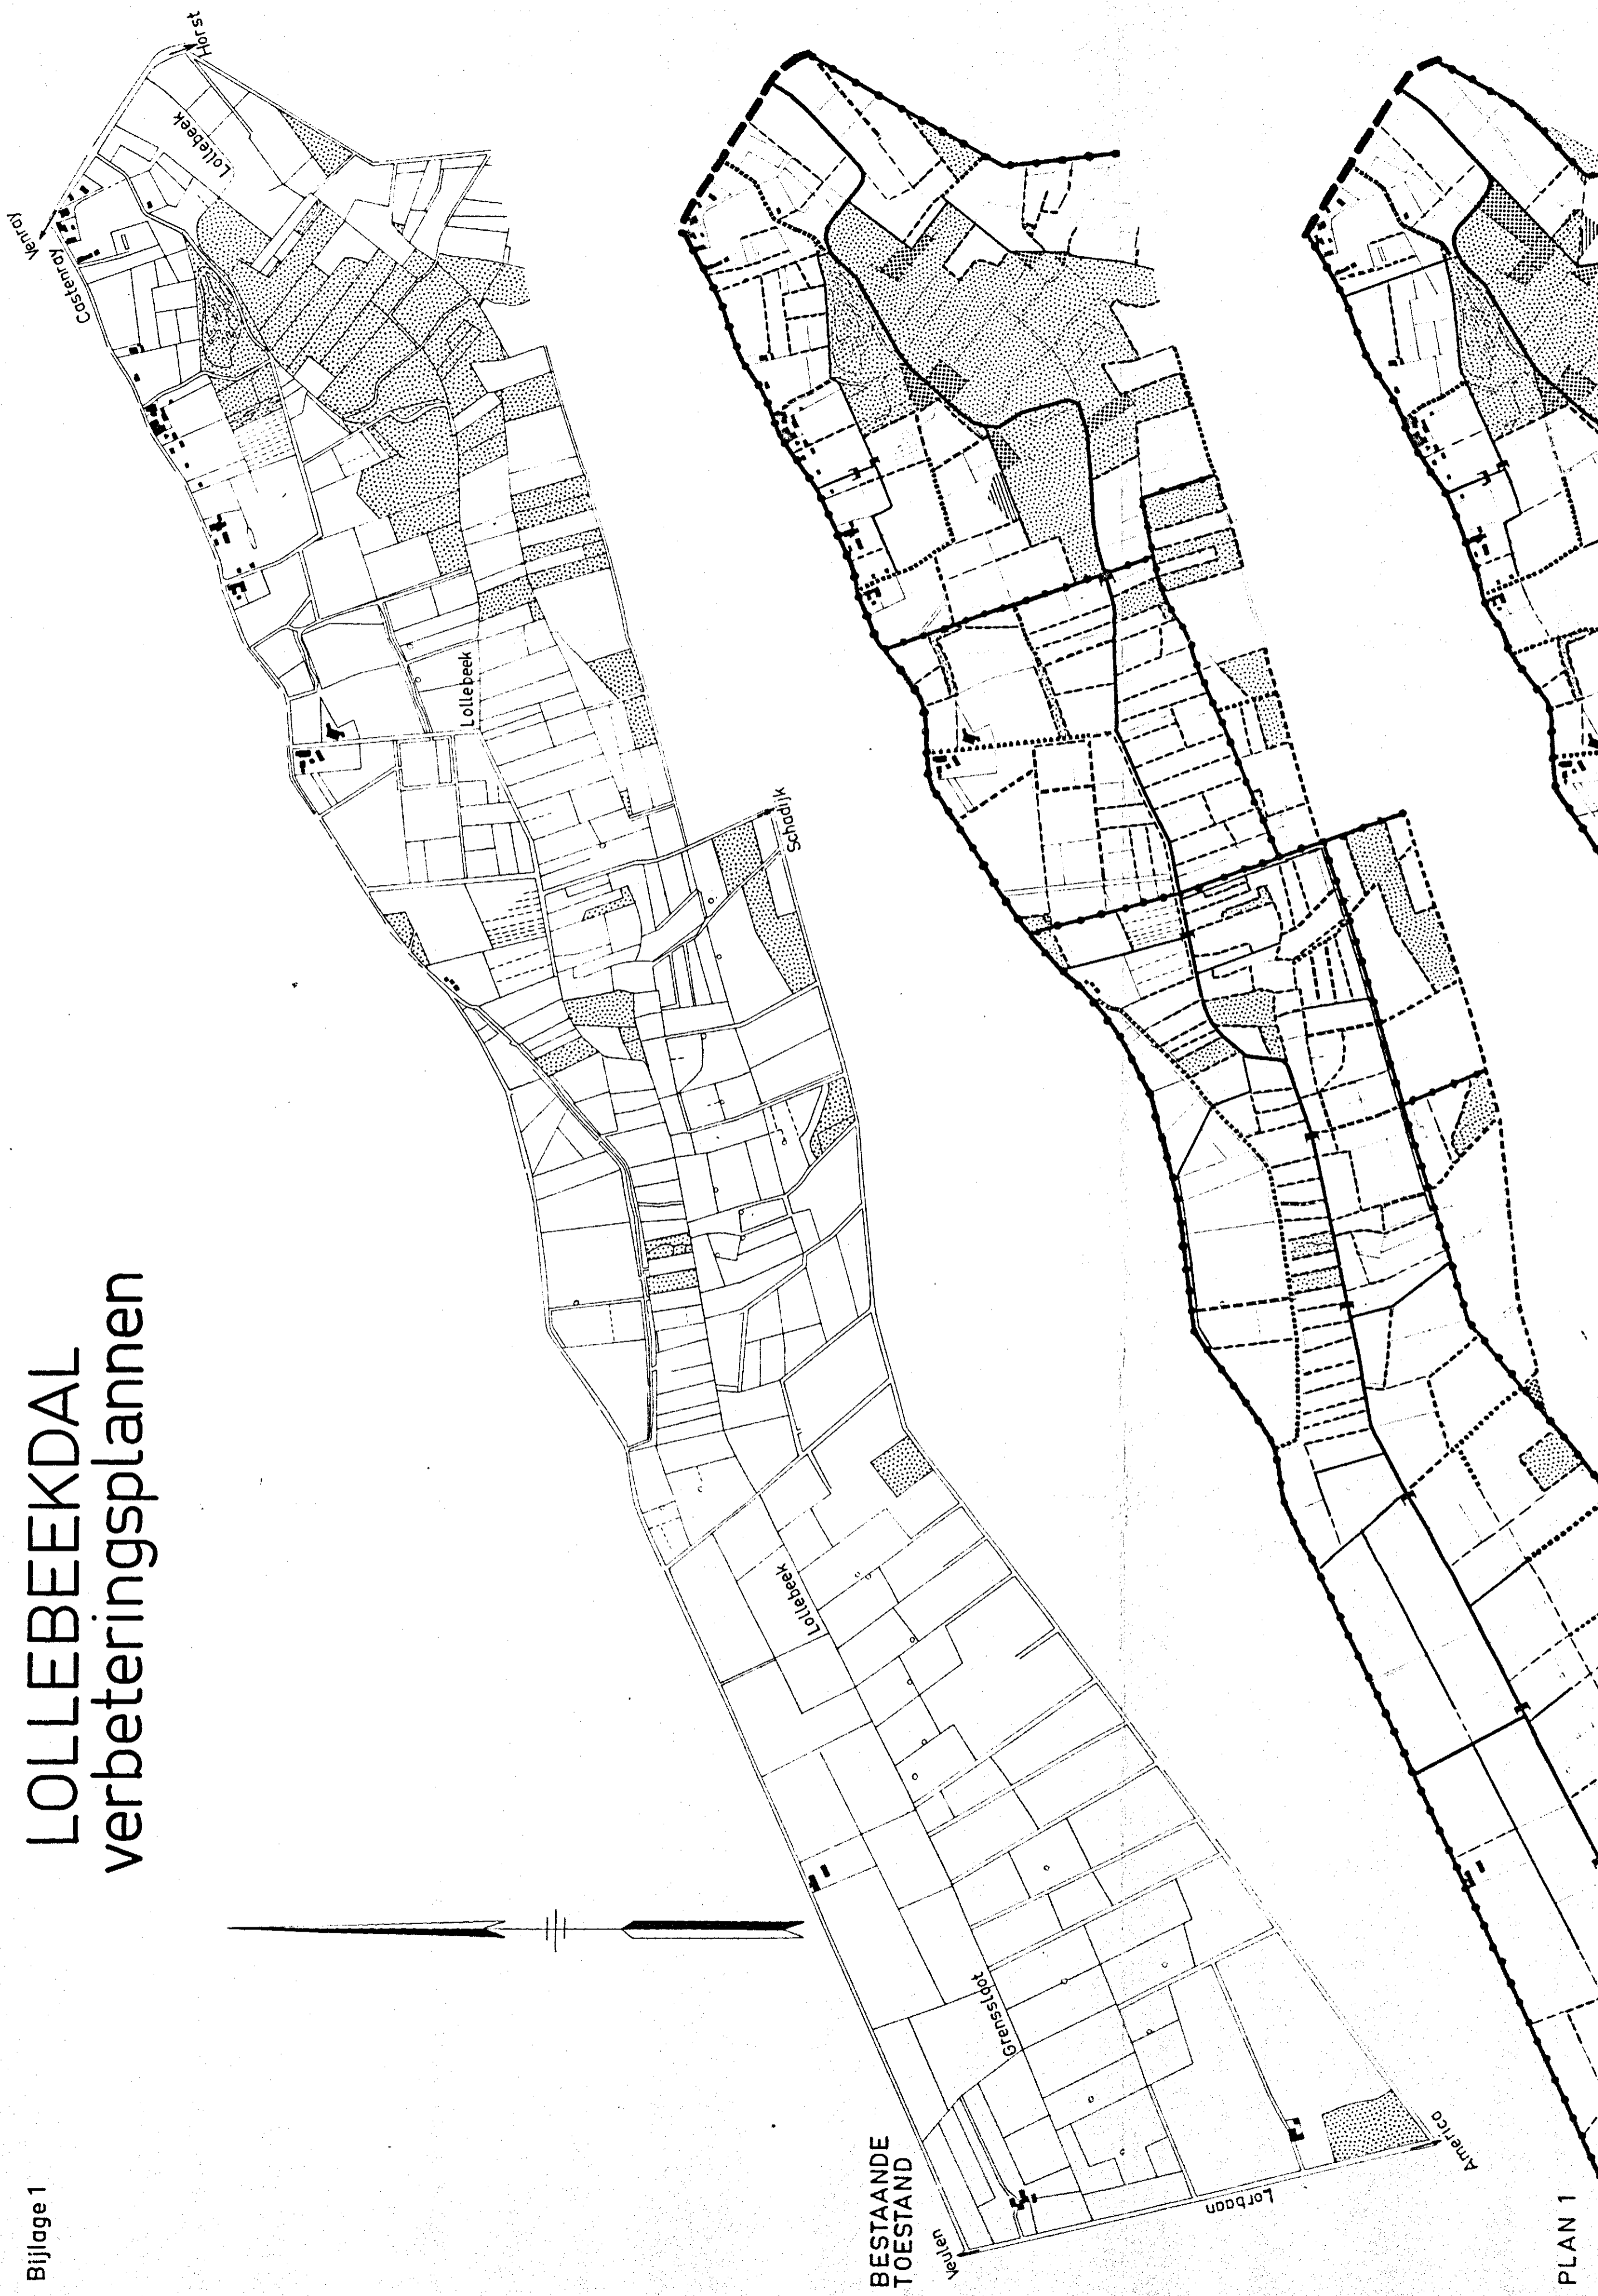 Bijlage 1
LOLLEBEEKDAL
verbeteringsplannen
Venray
Horst
Castenray
Lollebeek
Lollebeek
Schadijk
Lollebeek
Grenssloot
BESTAANDE
TOESTAND
Veulen
Lorbaan
America
PLAN 1